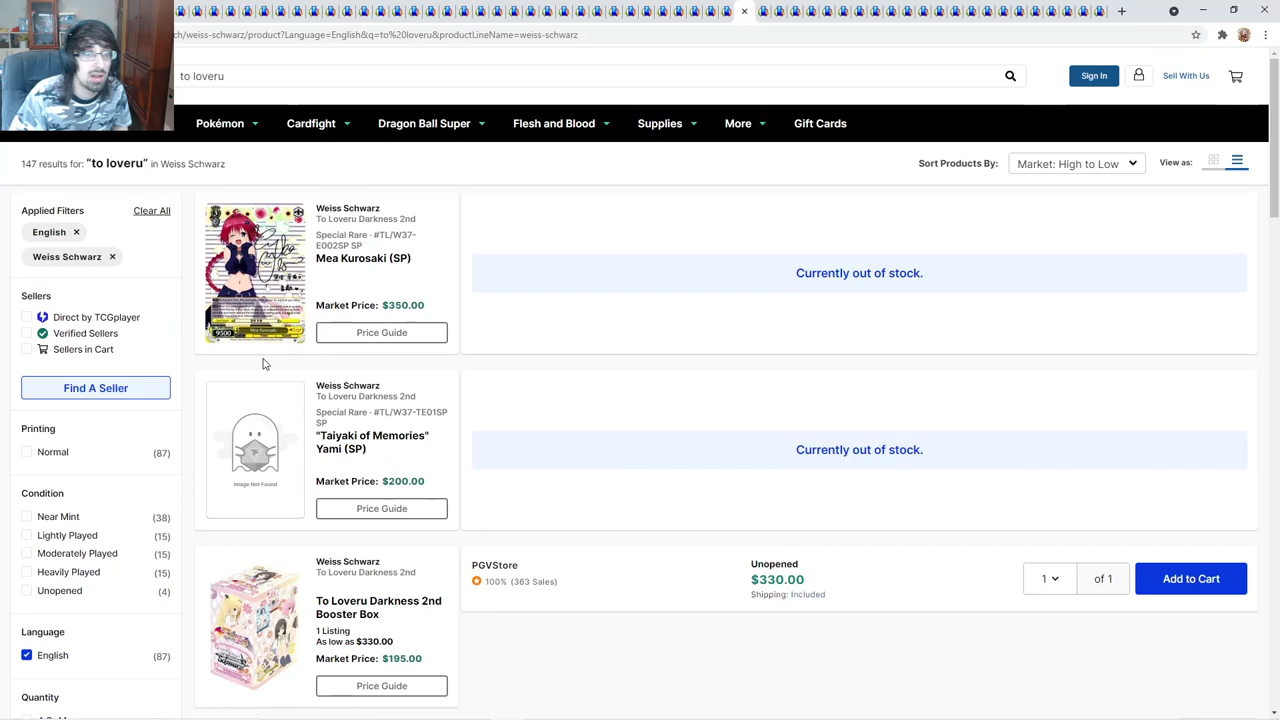 ch/weiss-schwarz/product?Language=English&q=to%20loveru&productLineName=weiss-schwarz
to loveru
Sign In
Sell With Us
Pokémon
Cardfight
Dragon Ball Super
Flesh and Blood
Supplies
More
Gift Cards
147 results for: “to loveru” in Weiss Schwarz
Sort Products By:
Market: High to Low
View as:
Applied Filters
Clear All
English
Weiss Schwarz
Sellers
Direct by TCGplayer
Verified Sellers
Sellers in Cart
Find A Seller
Printing
Normal
(87)
Condition
Near Mint
(38)
Lightly Played
(15)
Moderately Played
(15)
Heavily Played
(15)
Unopened
(4)
Language
English
(87)
Quantity
Weiss Schwarz
To Loveru Darkness 2nd
Special Rare · #TL/W37-
E002SP SP
Mea Kurosaki (SP)
Market Price: $350.00
Price Guide
9500
Mea Kurosaki
Currently out of stock.
Weiss Schwarz
To Loveru Darkness 2nd
Special Rare · #TL/W37-TE01SP
SP
"Taiyaki of Memories"
Yami (SP)
Market Price: $200.00
Price Guide
Image Not Found
Currently out of stock.
Weiss Schwarz
To Loveru Darkness 2nd
To Loveru Darkness 2nd
Booster Box
1 Listing
As low as $330.00
Market Price: $195.00
Price Guide
PGVStore
100% (363 Sales)
Unopened
$330.00
Shipping: Included
1
of 1
Add to Cart